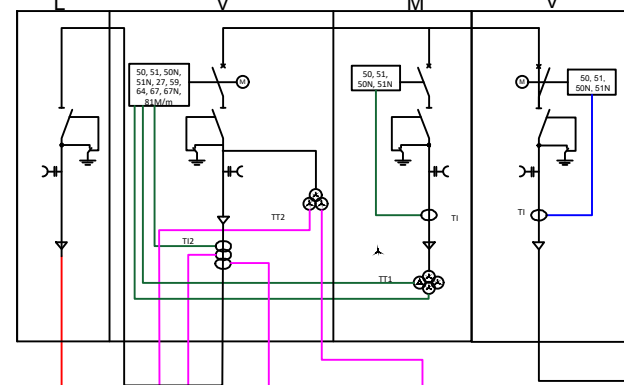 L
V
M
V
50, 51, 50N,
51N, 27, 59,
64, 67, 67N,
81M/m
M
50, 51,
50N, 51N
M
50, 51,
50N, 51N
TT2
TI
TI
TI2
TT1